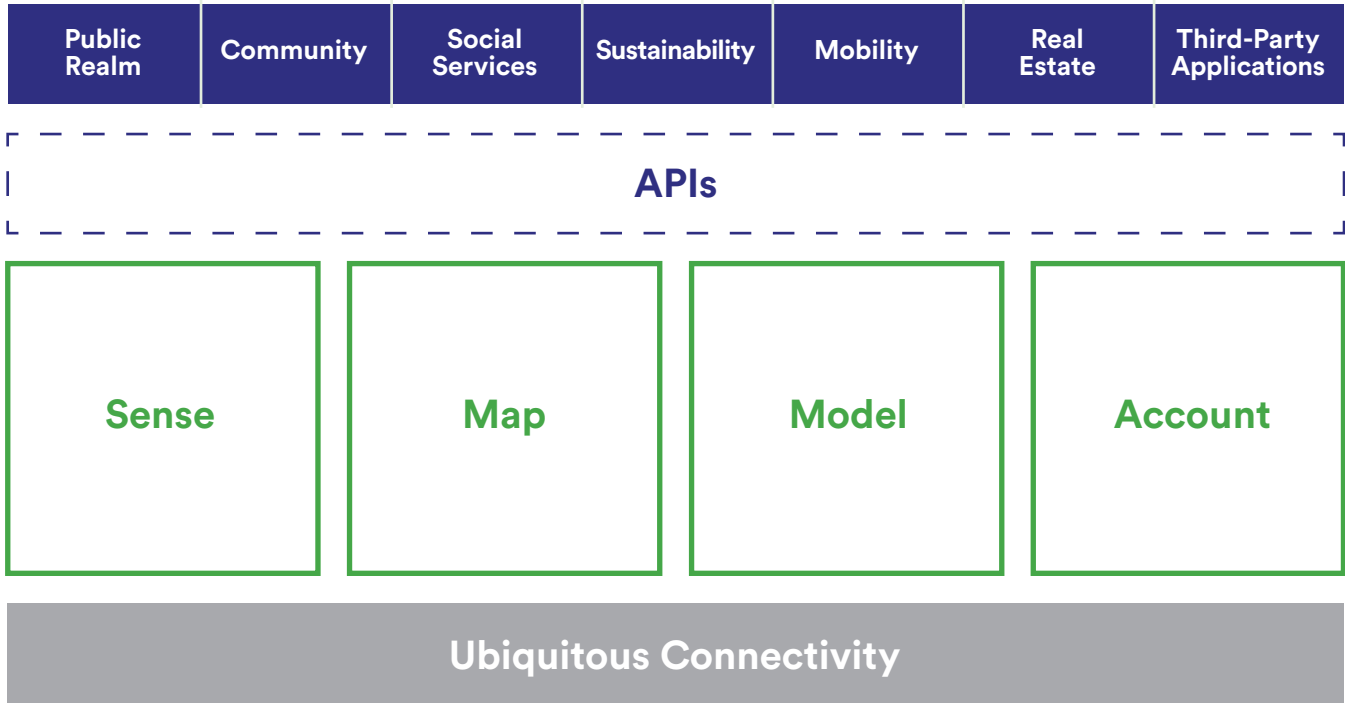 Public
Realm
Community
Social
Services
Sustainability
Mobility
Real
Estate
Third-Party
Applications
APIs
Sense
Map
Model
Account
Ubiquitous Connectivity